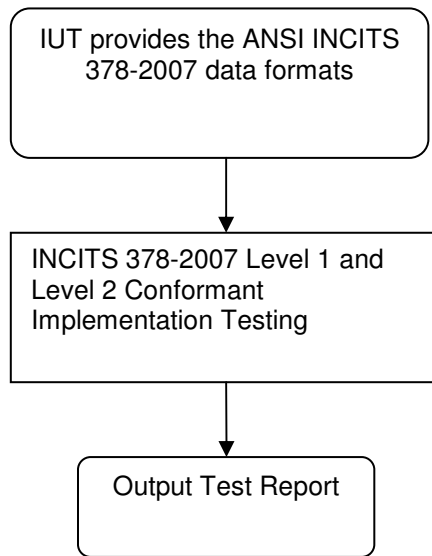 IUT provides the ANSI INCITS
378-2007 data formats
INCITS 378-2007 Level 1 and
Level 2 Conformant
Implementation Testing
Output Test Report